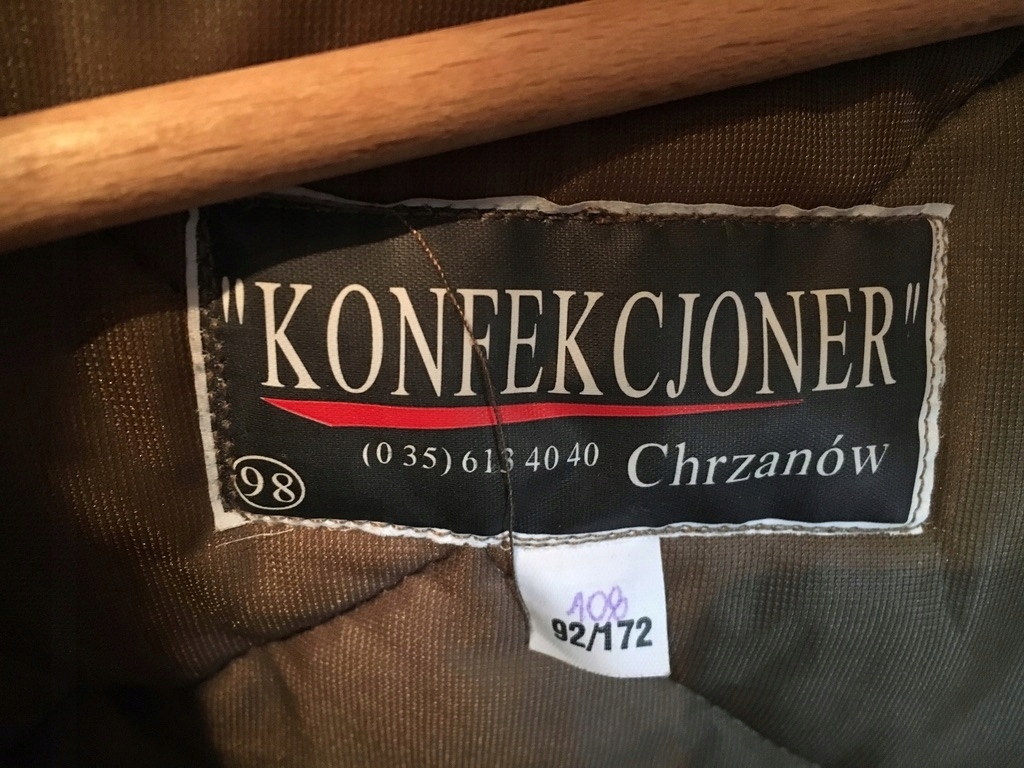 "KONFEKCJONER"
(0 35) 613 40 40 Chrzanów
98
108
92/172